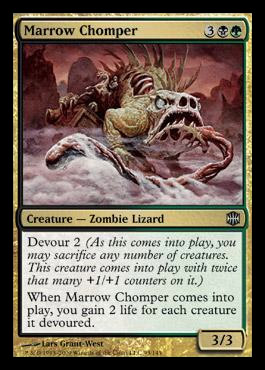 Marrow Chomper 3
Creature — Zombie Lizard
Devour 2 (As this comes into play, you
may sacrifice any number of creatures.
This creature comes into play with twice
that many +1/+1 counters on it.)
When Marrow Chomper comes into
play, you gain 2 life for each creature
it devoured.
Lars Grant-West
3/3